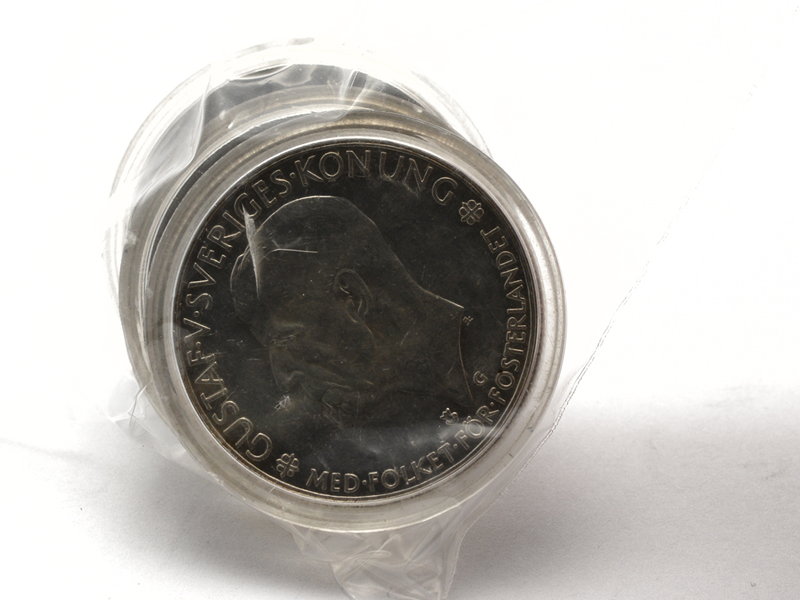 GUSTAF·V·SVERIGES·KONUNG
MED·FOLKET·FÖR·FOSTERLANDET
G